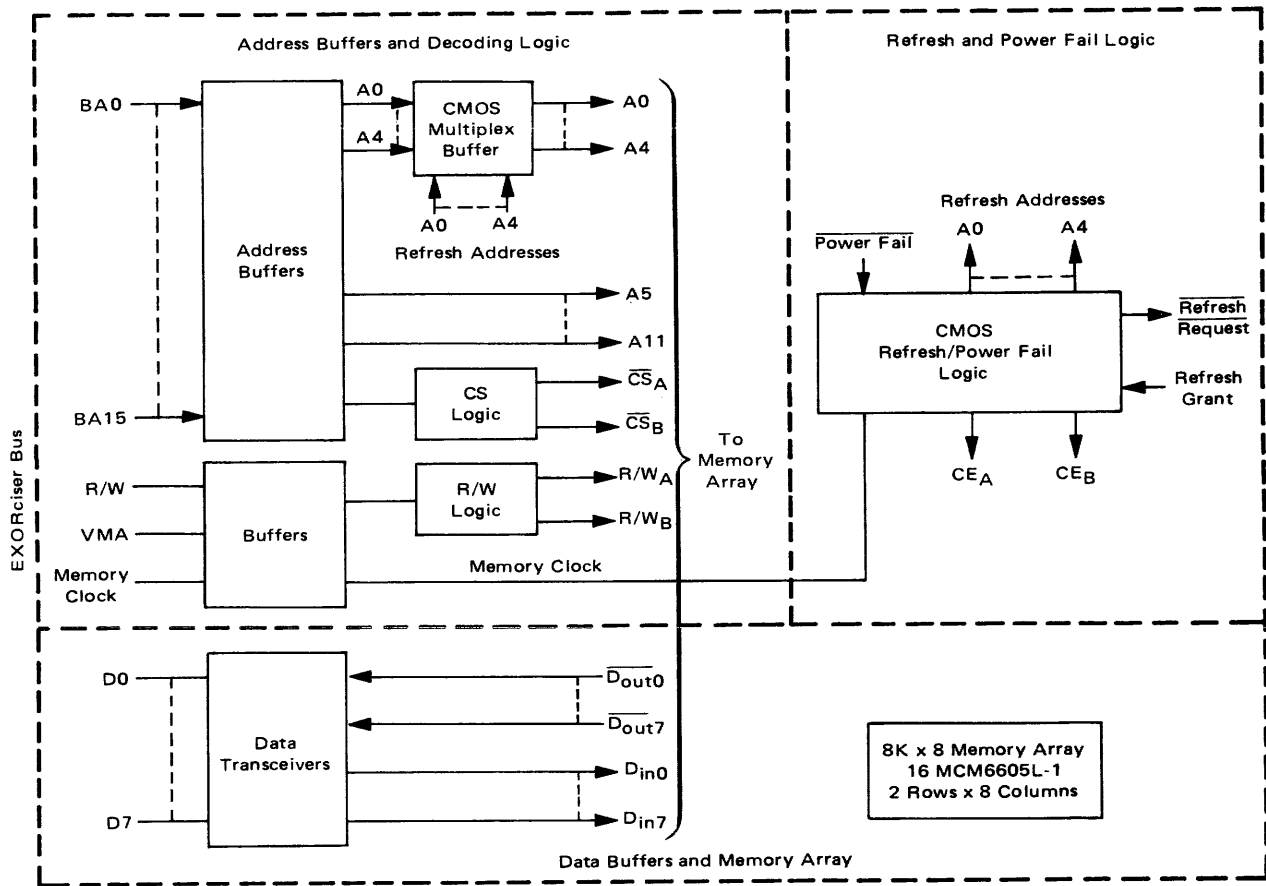 Address Buffers and Decoding Logic
BA0
BA15
Address
Buffers
A0
A4
CMOS
Multiplex
Buffer
A0
A4
A0 A4
Refresh Addresses
A5
A11
CS
Logic
CSA
CSB
R/W
VMA
Memory
Clock
Buffers
R/W
Logic
R/WA
R/WB
Memory Clock
To
Memory
Array
EXORciser Bus
Refresh and Power Fail Logic
Refresh Addresses
A0 A4
Power Fail
CMOS
Refresh/Power Fail
Logic
Refresh
Request
Refresh
Grant
CEA
CEB
D0
D7
Data
Transceivers
Dout0
Dout7
Din0
Din7
8K x 8 Memory Array
16 MCM6605L-1
2 Rows x 8 Columns
Data Buffers and Memory Array